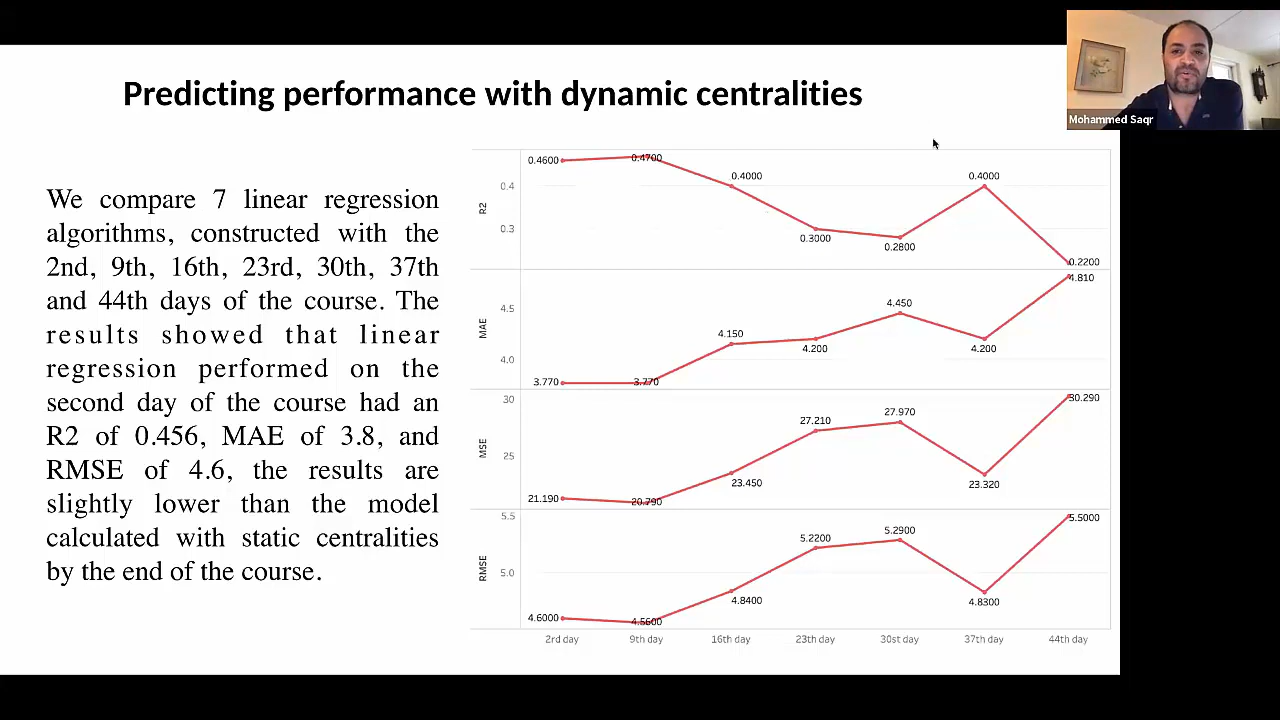 Predicting performance with dynamic centralities
Mohammed Saqr
We compare 7 linear regression
algorithms, constructed with the
2nd, 9th, 16th, 23rd, 30th, 37th
and 44th days of the course. The
results showed that linear
regression performed on the
second day of the course had an
R2 of 0.456, MAE of 3.8, and
RMSE of 4.6, the results are
slightly lower than the model
calculated with static centralities
by the end of the course.
R2
0.4
0.3
0.4600
0.4700
0.4000
0.3000
0.2800
0.4000
0.2200
MAE
4.5
4.0
3.770
3.770
4.150
4.200
4.450
4.200
4.810
MSE
30
25
21.190
20.790
23.450
27.210
27.970
23.320
30.290
RMSE
5.5
5.0
4.6000
4.5600
4.8400
5.2200
5.2900
4.8300
5.5000
2rd day 9th day 16th day 23th day 30st day 37th day 44th day